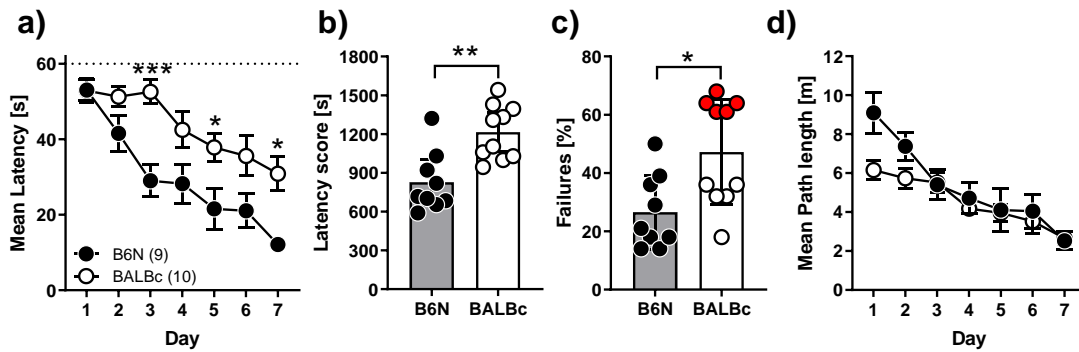 a)
Mean Latency [s]
60
40
20
0
***
*
*
B6N (9)
BALBc (10)
1 2 3 4 5 6 7
Day
b)
Latency score [s]
1800
1500
1200
900
600
300
0
**
B6N BALBc
c)
Failures [%]
80
60
40
20
0
*
B6N BALBc
d)
Mean Path length [m]
12
10
8
6
4
2
0
1 2 3 4 5 6 7
Day